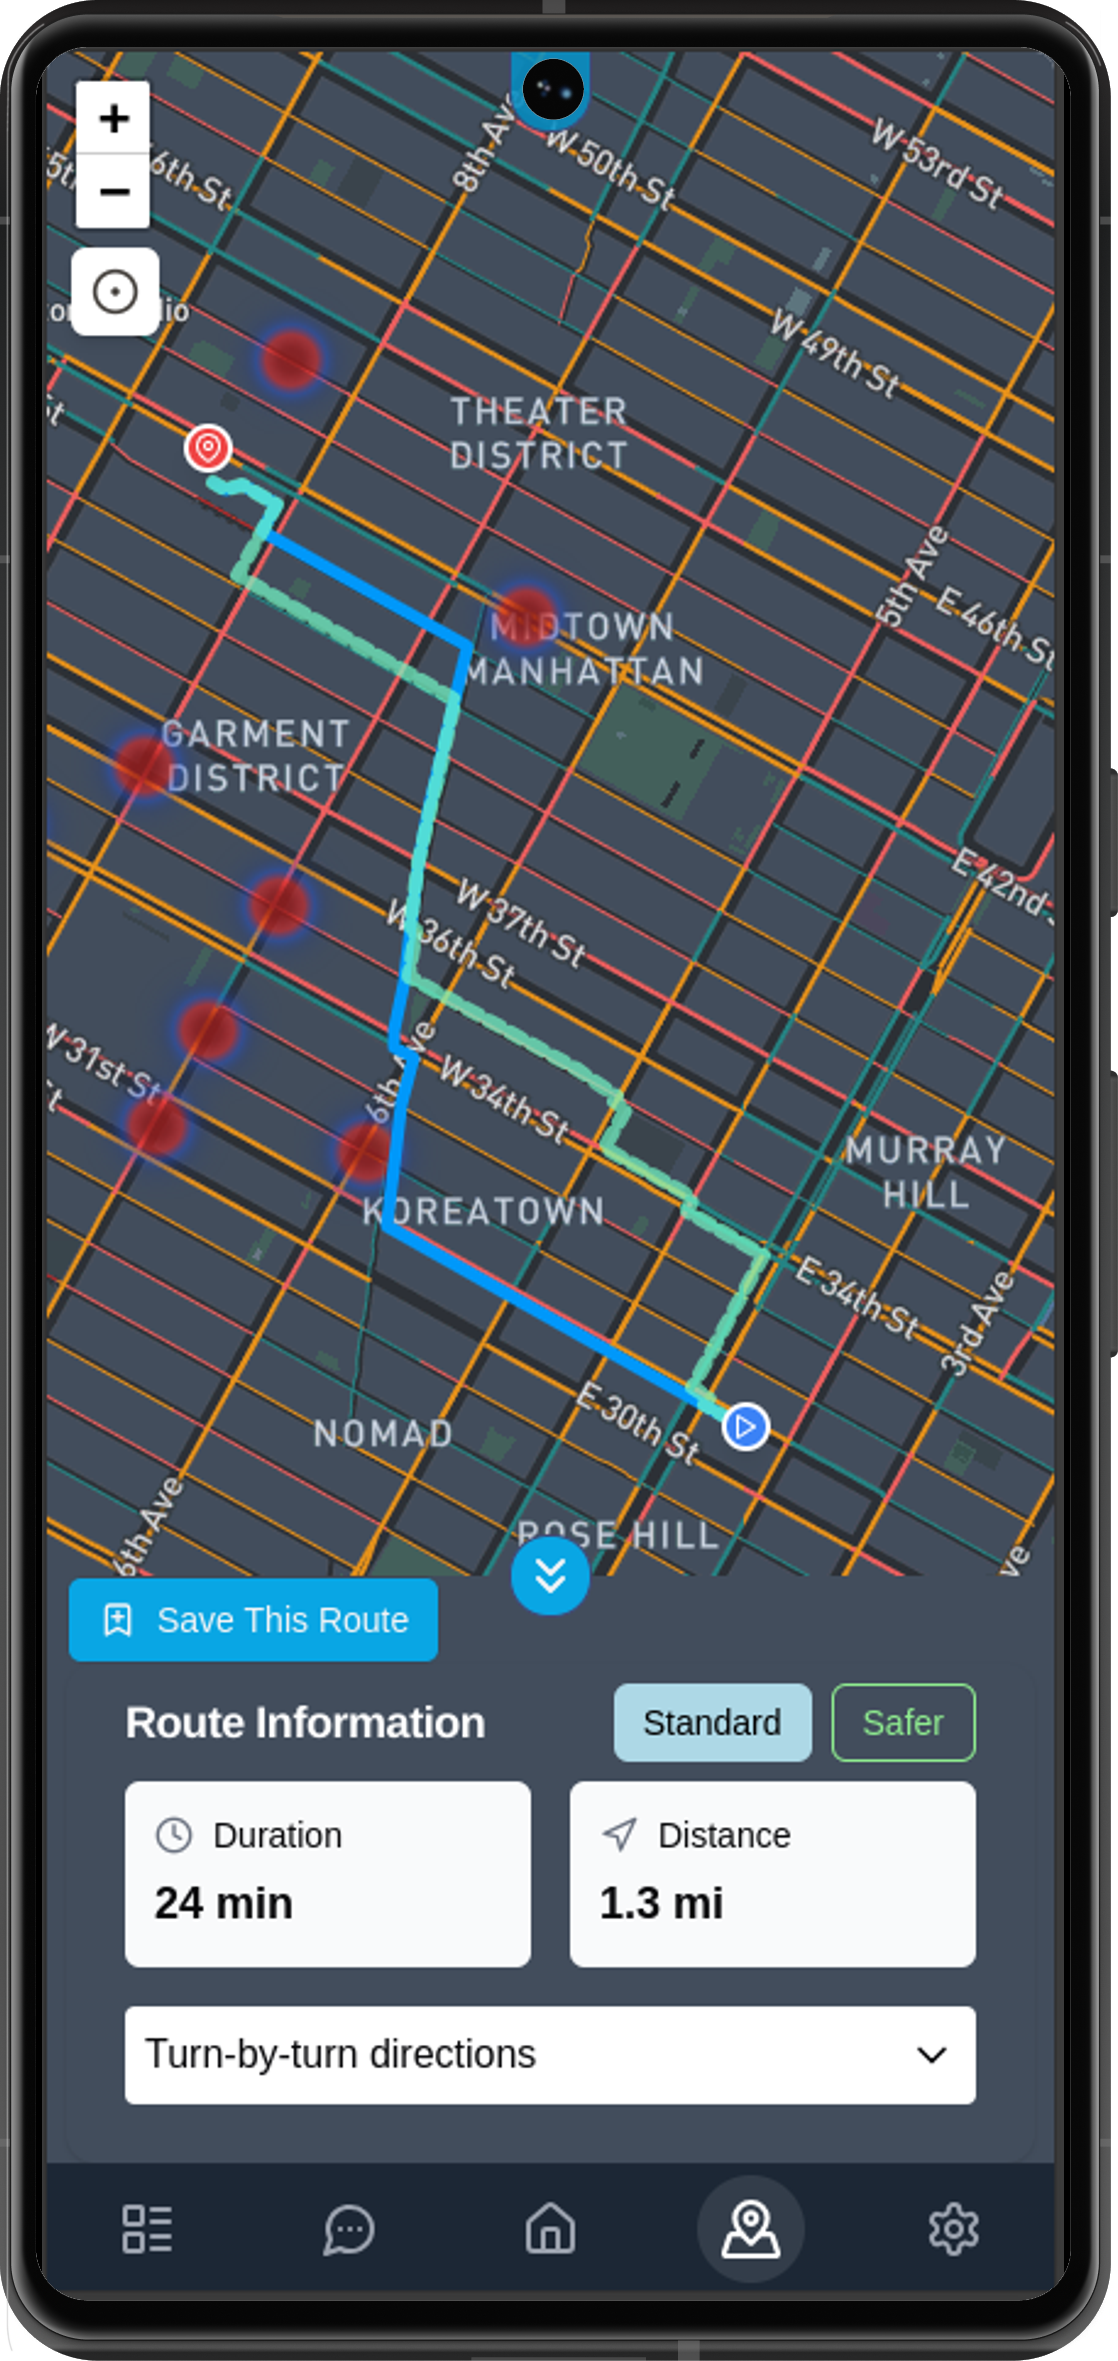 +
8th Ave
W 50th St
W 53rd St
6th St
−
W 49th St
THEATER
DISTRICT
5th Ave
E 46th St
MIDTOWN
MANHATTAN
GARMENT
DISTRICT
E 42nd
W 37th St
W 36th St
W 31st St
6th Ave
W 34th St
MURRAY
HILL
KOREATOWN
E 34th St
3rd Ave
E 30th St
NOMAD
6th Ave
ROSE HILL
Save This Route
Route Information
Standard
Safer
Duration
24 min
Distance
1.3 mi
Turn-by-turn directions